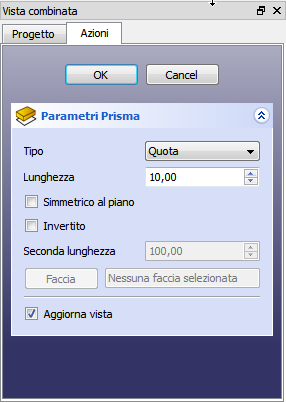 Vista combinata
Progetto Azioni
OK Cancel
Parametri Prisma
Tipo Quota
Lunghezza 10,00
Simmetrico al piano
Invertito
Seconda lunghezza 100,00
Faccia Nessuna faccia selezionata
Aggiorna vista